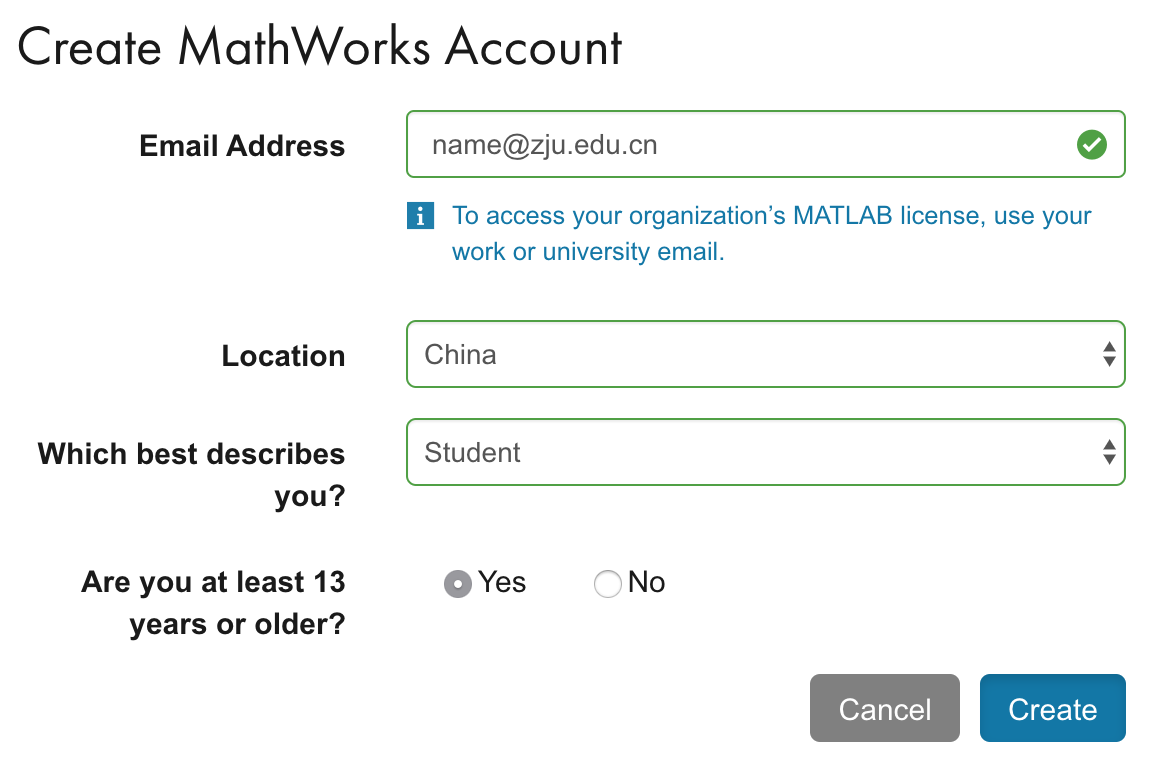 Create MathWorks Account
Email Address
name@zju.edu.cn
To access your organization’s MATLAB license, use your
work or university email.
Location
China
Which best describes
you?
Student
Are you at least 13
years or older?
Yes
No
Cancel
Create